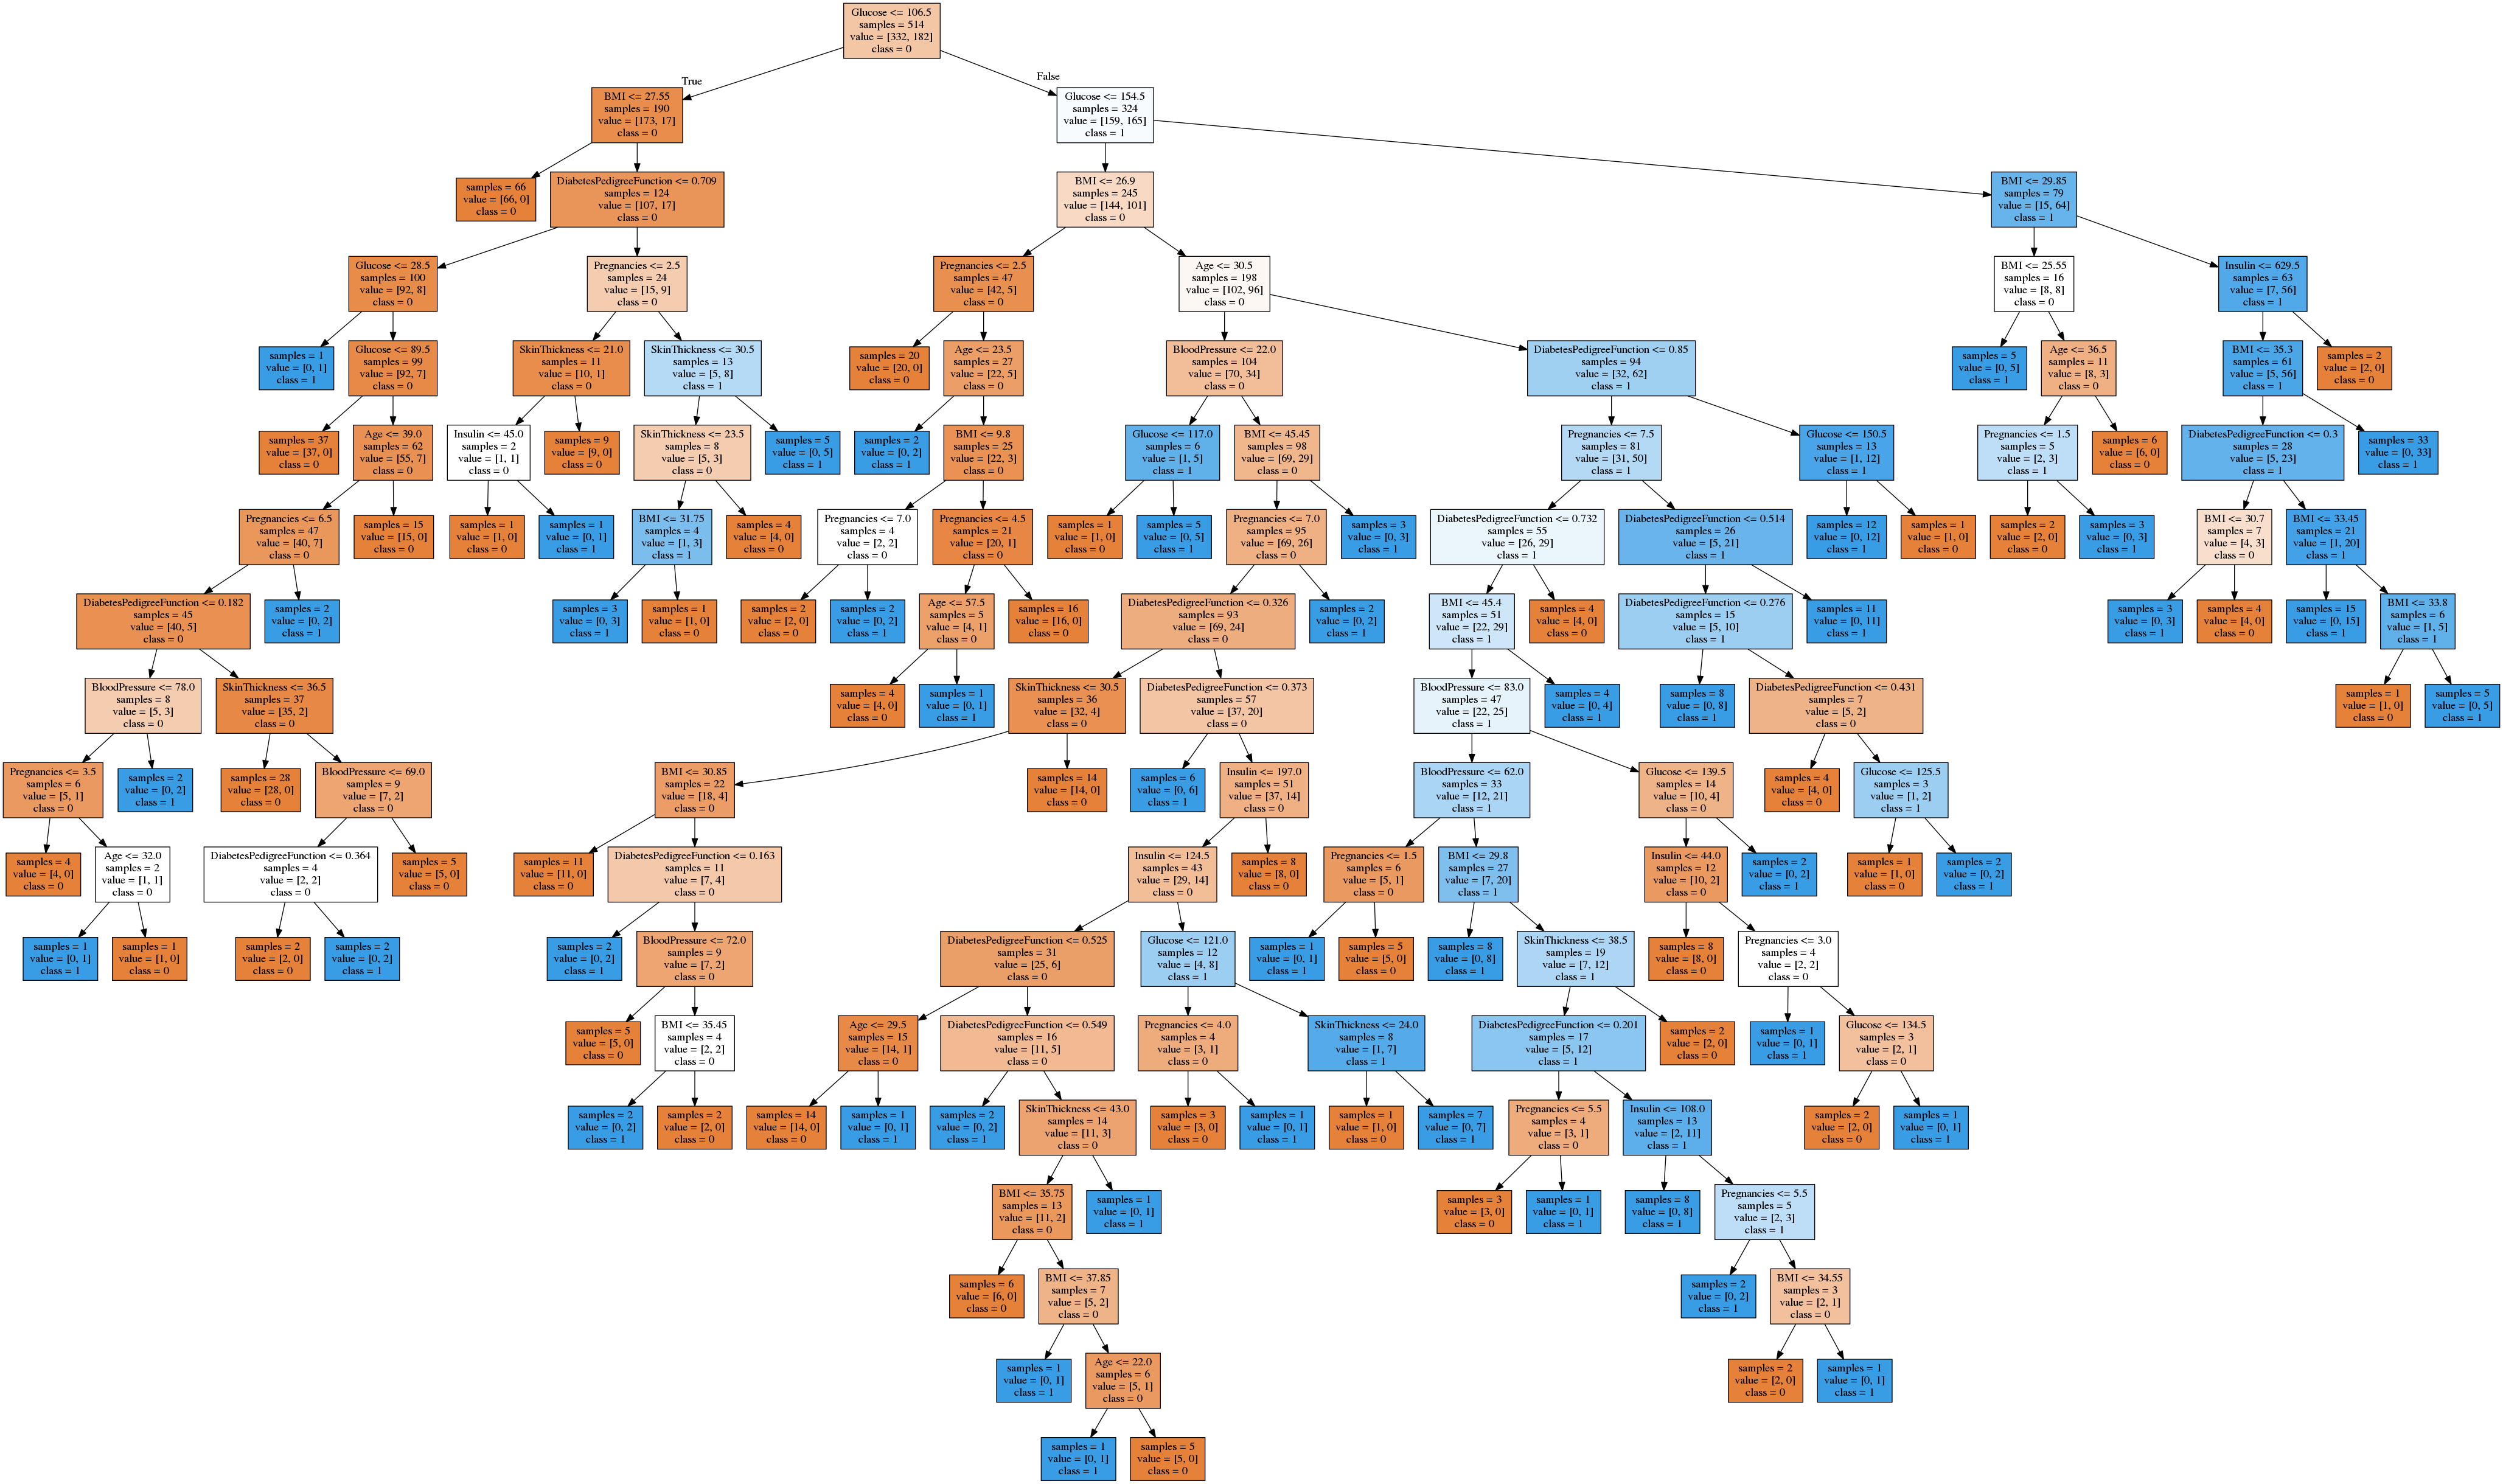 Glucose <= 106.5
samples = 514
value = [332, 182]
class = 0
True
False
BMI <= 27.55
samples = 190
value = [173, 17]
class = 0
Glucose <= 154.5
samples = 324
value = [159, 165]
class = 1
samples = 66
value = [66, 0]
class = 0
DiabetesPedigreeFunction <= 0.709
samples = 124
value = [107, 17]
class = 0
BMI <= 26.9
samples = 245
value = [144, 101]
class = 0
BMI <= 29.85
samples = 79
value = [15, 64]
class = 1
Glucose <= 28.5
samples = 100
value = [92, 8]
class = 0
Pregnancies <= 2.5
samples = 24
value = [15, 9]
class = 0
Pregnancies <= 2.5
samples = 47
value = [42, 5]
class = 0
Age <= 30.5
samples = 198
value = [102, 96]
class = 0
BMI <= 25.55
samples = 16
value = [8, 8]
class = 0
Insulin <= 629.5
samples = 63
value = [7, 56]
class = 1
samples = 1
value = [0, 1]
class = 1
Glucose <= 89.5
samples = 99
value = [92, 7]
class = 0
SkinThickness <= 21.0
samples = 11
value = [10, 1]
class = 0
SkinThickness <= 30.5
samples = 13
value = [5, 8]
class = 1
samples = 20
value = [20, 0]
class = 0
Age <= 23.5
samples = 27
value = [22, 5]
class = 0
BloodPressure <= 22.0
samples = 104
value = [70, 34]
class = 0
DiabetesPedigreeFunction <= 0.85
samples = 94
value = [32, 62]
class = 1
samples = 5
value = [0, 5]
class = 1
Age <= 36.5
samples = 11
value = [8, 3]
class = 0
BMI <= 35.3
samples = 61
value = [5, 56]
class = 1
samples = 2
value = [2, 0]
class = 0
samples = 37
value = [37, 0]
class = 0
Age <= 39.0
samples = 62
value = [55, 7]
class = 0
Insulin <= 45.0
samples = 2
value = [1, 1]
class = 0
samples = 9
value = [9, 0]
class = 0
SkinThickness <= 23.5
samples = 8
value = [5, 3]
class = 0
samples = 5
value = [0, 5]
class = 1
samples = 2
value = [0, 2]
class = 1
BMI <= 9.8
samples = 25
value = [22, 3]
class = 0
Glucose <= 117.0
samples = 6
value = [1, 5]
class = 1
BMI <= 45.45
samples = 98
value = [69, 29]
class = 0
Pregnancies <= 7.5
samples = 81
value = [31, 50]
class = 1
Glucose <= 150.5
samples = 13
value = [1, 12]
class = 1
Pregnancies <= 1.5
samples = 5
value = [2, 3]
class = 1
samples = 6
value = [6, 0]
class = 0
DiabetesPedigreeFunction <= 0.3
samples = 28
value = [5, 23]
class = 1
samples = 33
value = [0, 33]
class = 1
Pregnancies <= 6.5
samples = 47
value = [40, 7]
class = 0
samples = 15
value = [15, 0]
class = 0
samples = 1
value = [1, 0]
class = 0
samples = 1
value = [0, 1]
class = 1
BMI <= 31.75
samples = 4
value = [1, 3]
class = 1
samples = 4
value = [4, 0]
class = 0
Pregnancies <= 7.0
samples = 4
value = [2, 2]
class = 0
Pregnancies <= 4.5
samples = 21
value = [20, 1]
class = 0
samples = 1
value = [1, 0]
class = 0
samples = 5
value = [0, 5]
class = 1
Pregnancies <= 7.0
samples = 95
value = [69, 26]
class = 0
samples = 3
value = [0, 3]
class = 1
DiabetesPedigreeFunction <= 0.732
samples = 55
value = [26, 29]
class = 1
DiabetesPedigreeFunction <= 0.514
samples = 26
value = [5, 21]
class = 1
samples = 12
value = [0, 12]
class = 1
samples = 1
value = [1, 0]
class = 0
samples = 2
value = [2, 0]
class = 0
samples = 3
value = [0, 3]
class = 1
BMI <= 30.7
samples = 7
value = [4, 3]
class = 0
BMI <= 33.45
samples = 21
value = [1, 20]
class = 1
DiabetesPedigreeFunction <= 0.182
samples = 45
value = [40, 5]
class = 0
samples = 2
value = [0, 2]
class = 1
samples = 3
value = [0, 3]
class = 1
samples = 1
value = [1, 0]
class = 0
samples = 2
value = [2, 0]
class = 0
samples = 2
value = [0, 2]
class = 1
Age <= 57.5
samples = 5
value = [4, 1]
class = 0
samples = 16
value = [16, 0]
class = 0
DiabetesPedigreeFunction <= 0.326
samples = 93
value = [69, 24]
class = 0
samples = 2
value = [0, 2]
class = 1
BMI <= 45.4
samples = 51
value = [22, 29]
class = 1
samples = 4
value = [4, 0]
class = 0
DiabetesPedigreeFunction <= 0.276
samples = 15
value = [5, 10]
class = 1
samples = 11
value = [0, 11]
class = 1
samples = 3
value = [0, 3]
class = 1
samples = 4
value = [4, 0]
class = 0
samples = 15
value = [0, 15]
class = 1
BMI <= 33.8
samples = 6
value = [1, 5]
class = 1
BloodPressure <= 78.0
samples = 8
value = [5, 3]
class = 0
SkinThickness <= 36.5
samples = 37
value = [35, 2]
class = 0
samples = 4
value = [4, 0]
class = 0
samples = 1
value = [0, 1]
class = 1
SkinThickness <= 30.5
samples = 36
value = [32, 4]
class = 0
DiabetesPedigreeFunction <= 0.373
samples = 57
value = [37, 20]
class = 0
BloodPressure <= 83.0
samples = 47
value = [22, 25]
class = 1
samples = 4
value = [0, 4]
class = 1
samples = 8
value = [0, 8]
class = 1
DiabetesPedigreeFunction <= 0.431
samples = 7
value = [5, 2]
class = 0
samples = 1
value = [1, 0]
class = 0
samples = 5
value = [0, 5]
class = 1
Pregnancies <= 3.5
samples = 6
value = [5, 1]
class = 0
samples = 2
value = [0, 2]
class = 1
samples = 28
value = [28, 0]
class = 0
BloodPressure <= 69.0
samples = 9
value = [7, 2]
class = 0
BMI <= 30.85
samples = 22
value = [18, 4]
class = 0
samples = 14
value = [14, 0]
class = 0
samples = 6
value = [0, 6]
class = 1
Insulin <= 197.0
samples = 51
value = [37, 14]
class = 0
BloodPressure <= 62.0
samples = 33
value = [12, 21]
class = 1
Glucose <= 139.5
samples = 14
value = [10, 4]
class = 0
samples = 4
value = [4, 0]
class = 0
Glucose <= 125.5
samples = 3
value = [1, 2]
class = 1
samples = 4
value = [4, 0]
class = 0
Age <= 32.0
samples = 2
value = [1, 1]
class = 0
DiabetesPedigreeFunction <= 0.364
samples = 4
value = [2, 2]
class = 0
samples = 5
value = [5, 0]
class = 0
samples = 11
value = [11, 0]
class = 0
DiabetesPedigreeFunction <= 0.163
samples = 11
value = [7, 4]
class = 0
Insulin <= 124.5
samples = 43
value = [29, 14]
class = 0
samples = 8
value = [8, 0]
class = 0
Pregnancies <= 1.5
samples = 6
value = [5, 1]
class = 0
BMI <= 29.8
samples = 27
value = [7, 20]
class = 1
Insulin <= 44.0
samples = 12
value = [10, 2]
class = 0
samples = 2
value = [0, 2]
class = 1
samples = 1
value = [1, 0]
class = 0
samples = 2
value = [0, 2]
class = 1
samples = 1
value = [0, 1]
class = 1
samples = 1
value = [1, 0]
class = 0
samples = 2
value = [2, 0]
class = 0
samples = 2
value = [0, 2]
class = 1
samples = 2
value = [0, 2]
class = 1
BloodPressure <= 72.0
samples = 9
value = [7, 2]
class = 0
DiabetesPedigreeFunction <= 0.525
samples = 31
value = [25, 6]
class = 0
Glucose <= 121.0
samples = 12
value = [4, 8]
class = 1
samples = 1
value = [0, 1]
class = 1
samples = 5
value = [5, 0]
class = 0
samples = 8
value = [0, 8]
class = 1
SkinThickness <= 38.5
samples = 19
value = [7, 12]
class = 1
samples = 8
value = [8, 0]
class = 0
Pregnancies <= 3.0
samples = 4
value = [2, 2]
class = 0
samples = 5
value = [5, 0]
class = 0
BMI <= 35.45
samples = 4
value = [2, 2]
class = 0
Age <= 29.5
samples = 15
value = [14, 1]
class = 0
DiabetesPedigreeFunction <= 0.549
samples = 16
value = [11, 5]
class = 0
Pregnancies <= 4.0
samples = 4
value = [3, 1]
class = 0
SkinThickness <= 24.0
samples = 8
value = [1, 7]
class = 1
DiabetesPedigreeFunction <= 0.201
samples = 17
value = [5, 12]
class = 1
samples = 2
value = [2, 0]
class = 0
samples = 1
value = [0, 1]
class = 1
Glucose <= 134.5
samples = 3
value = [2, 1]
class = 0
samples = 2
value = [0, 2]
class = 1
samples = 2
value = [2, 0]
class = 0
samples = 14
value = [14, 0]
class = 0
samples = 1
value = [0, 1]
class = 1
samples = 2
value = [0, 2]
class = 1
SkinThickness <= 43.0
samples = 14
value = [11, 3]
class = 0
samples = 3
value = [3, 0]
class = 0
samples = 1
value = [0, 1]
class = 1
samples = 1
value = [1, 0]
class = 0
samples = 7
value = [0, 7]
class = 1
Pregnancies <= 5.5
samples = 4
value = [3, 1]
class = 0
Insulin <= 108.0
samples = 13
value = [2, 11]
class = 1
samples = 2
value = [2, 0]
class = 0
samples = 1
value = [0, 1]
class = 1
BMI <= 35.75
samples = 13
value = [11, 2]
class = 0
samples = 1
value = [0, 1]
class = 1
samples = 3
value = [3, 0]
class = 0
samples = 1
value = [0, 1]
class = 1
samples = 8
value = [0, 8]
class = 1
Pregnancies <= 5.5
samples = 5
value = [2, 3]
class = 1
samples = 6
value = [6, 0]
class = 0
BMI <= 37.85
samples = 7
value = [5, 2]
class = 0
samples = 2
value = [0, 2]
class = 1
BMI <= 34.55
samples = 3
value = [2, 1]
class = 0
samples = 1
value = [0, 1]
class = 1
Age <= 22.0
samples = 6
value = [5, 1]
class = 0
samples = 2
value = [2, 0]
class = 0
samples = 1
value = [0, 1]
class = 1
samples = 1
value = [0, 1]
class = 1
samples = 5
value = [5, 0]
class = 0